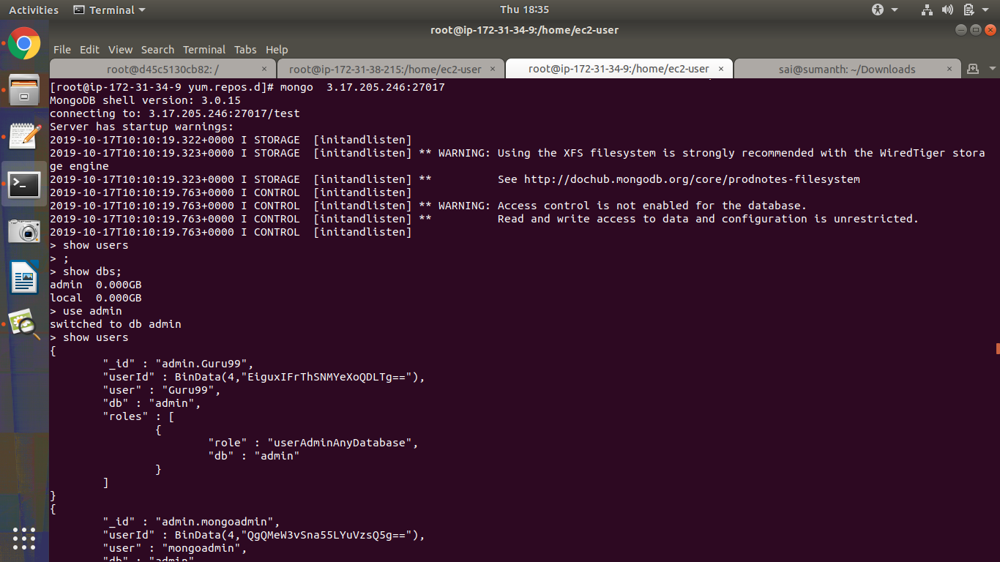 Activities Terminal Thu 18:35
root@ip-172-31-34-9:/home/ec2-user
File Edit View Search Terminal Tabs Help
root@d45c5130cb82: / × root@ip-172-31-38-215:/home/ec2-user × root@ip-172-31-34-9:/home/ec2-user × sai@sumanth: ~/Downloads ×
[root@ip-172-31-34-9 yum.repos.d]# mongo  3.17.205.246:27017
MongoDB shell version: 3.0.15
connecting to: 3.17.205.246:27017/test
Server has startup warnings:
2019-10-17T10:10:19.322+0000 I STORAGE  [initandlisten]
2019-10-17T10:10:19.323+0000 I STORAGE  [initandlisten] ** WARNING: Using the XFS filesystem is strongly recommended with the WiredTiger stora
ge engine
2019-10-17T10:10:19.323+0000 I STORAGE  [initandlisten] **          See http://dochub.mongodb.org/core/prodnotes-filesystem
2019-10-17T10:10:19.763+0000 I CONTROL  [initandlisten]
2019-10-17T10:10:19.763+0000 I CONTROL  [initandlisten] ** WARNING: Access control is not enabled for the database.
2019-10-17T10:10:19.763+0000 I CONTROL  [initandlisten] **          Read and write access to data and configuration is unrestricted.
2019-10-17T10:10:19.763+0000 I CONTROL  [initandlisten]
> show users
> ;
> show dbs;
admin  0.000GB
local  0.000GB
> use admin
switched to db admin
> show users
{
        "_id" : "admin.Guru99",
        "userId" : BinData(4,"EiguxIFrThSNMYeXoQDLTg=="),
        "user" : "Guru99",
        "db" : "admin",
        "roles" : [
                {
                        "role" : "userAdminAnyDatabase",
                        "db" : "admin"
                }
        ]
}
{
        "_id" : "admin.mongoadmin",
        "userId" : BinData(4,"QgQMeW3vSna55LYuVzsQ5g=="),
        "user" : "mongoadmin",
        "db" : "admin"